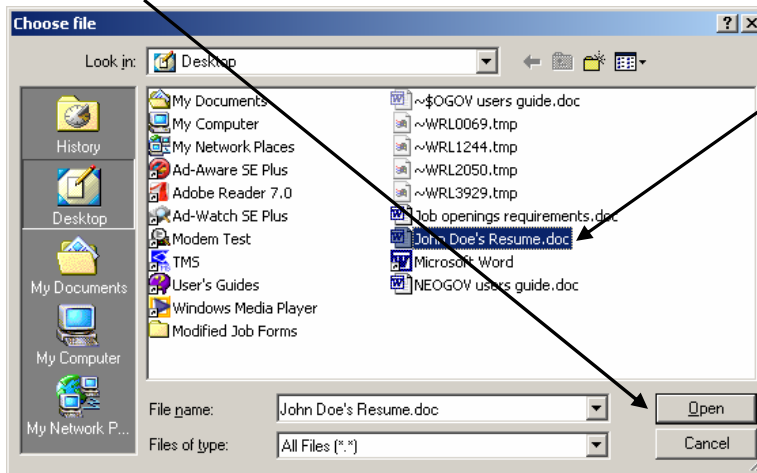 Choose file
Look in:
Desktop
History
Desktop
My Documents
My Computer
My Network P...
My Documents
My Computer
My Network Places
Ad-Aware SE Plus
Adobe Reader 7.0
Ad-Watch SE Plus
Modem Test
TMS
User's Guides
Windows Media Player
Modified Job Forms
~$OGOV users guide.doc
~WRL0069.tmp
~WRL1244.tmp
~WRL2050.tmp
~WRL3929.tmp
Job openings requirements.doc
John Doe's Resume.doc
Microsoft Word
NEOGOV users guide.doc
File name:
John Doe's Resume.doc
Open
Files of type:
All Files (*.*)
Cancel